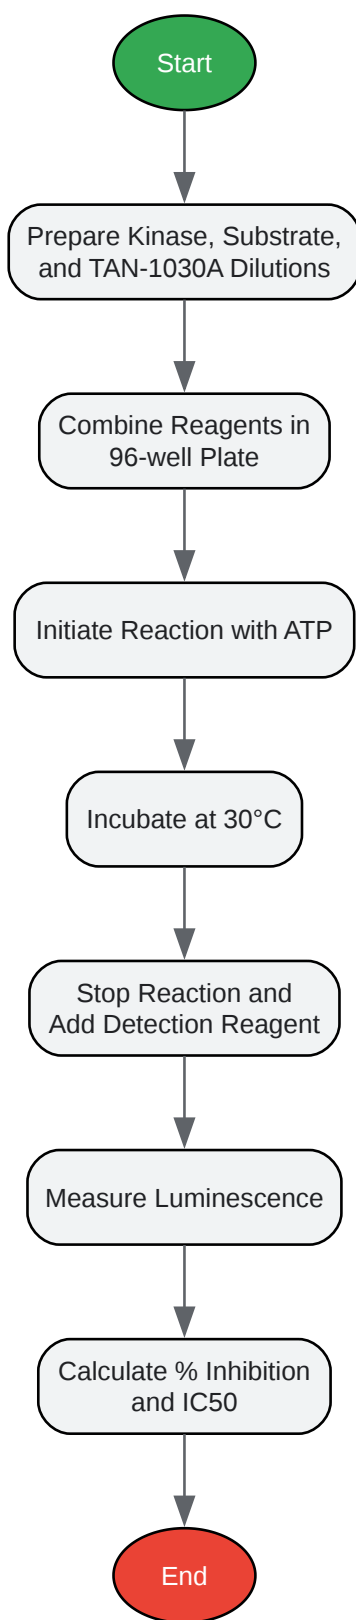 Start
Prepare Kinase, Substrate,
and TAN-1030A Dilutions
Combine Reagents in
96-well Plate
Initiate Reaction with ATP
Incubate at 30°C
Stop Reaction and
Add Detection Reagent
Measure Luminescence
Calculate % Inhibition
and IC50
End